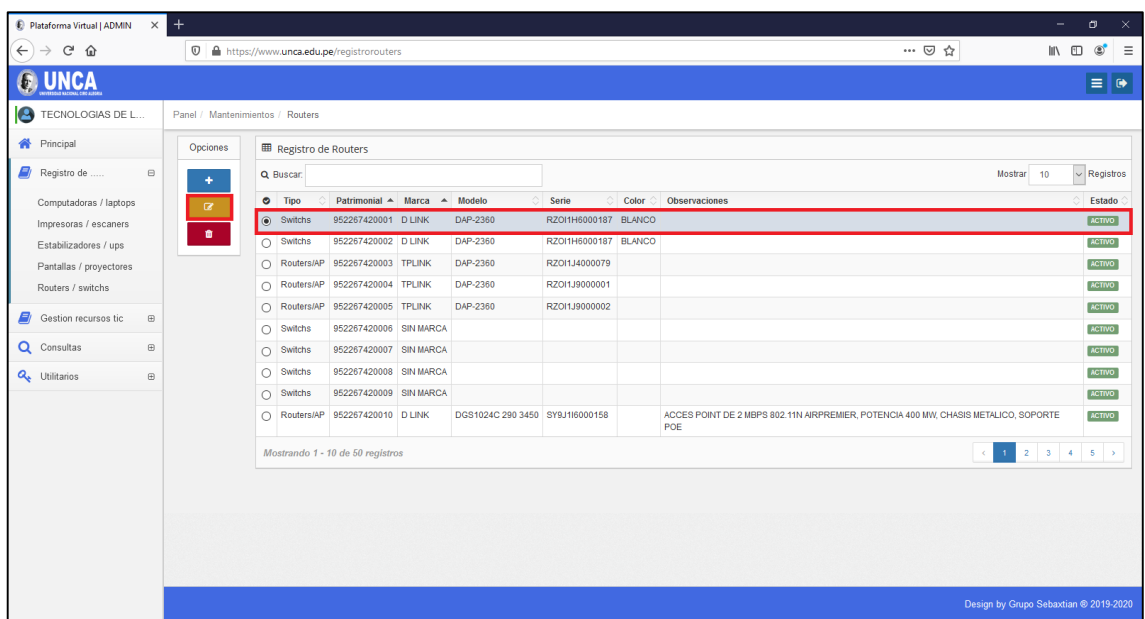 Plataforma Virtual | ADMIN
https://www.unca.edu.pe/registrorouters
UNCA
UNIVERSIDAD NACIONAL CIRO ALEGRIA
TECNOLOGIAS DE L...
Panel / Mantenimientos / Routers
Principal
Registro de .....
Computadoras / laptops
Impresoras / escaners
Estabilizadores / ups
Pantallas / proyectores
Routers / switchs
Gestion recursos tic
Consultas
Utilitarios
Opciones
Registro de Routers
Buscar:
Mostrar 10 Registros
Tipo Patrimonial Marca Modelo Serie Color Observaciones Estado
Switchs 952267420001 D LINK DAP-2360 RZOI1H6000187 BLANCO ACTIVO
Switchs 952267420002 D LINK DAP-2360 RZOI1H6000187 BLANCO ACTIVO
Routers/AP 952267420003 TPLINK DAP-2360 RZOI1J4000079 ACTIVO
Routers/AP 952267420004 TPLINK DAP-2360 RZOI1J9000001 ACTIVO
Routers/AP 952267420005 TPLINK DAP-2360 RZOI1J9000002 ACTIVO
Switchs 952267420006 SIN MARCA ACTIVO
Switchs 952267420007 SIN MARCA ACTIVO
Switchs 952267420008 SIN MARCA ACTIVO
Switchs 952267420009 SIN MARCA ACTIVO
Routers/AP 952267420010 D LINK DGS1024C 290 3450 SY9J1I6000158 ACCES POINT DE 2 MBPS 802.11N AIRPREMIER, POTENCIA 400 MW, CHASIS METALICO, SOPORTE ACTIVO
POE
Mostrando 1 - 10 de 50 registros
‹ 1 2 3 4 5 ›
Design by Grupo Sebaxtian ® 2019-2020